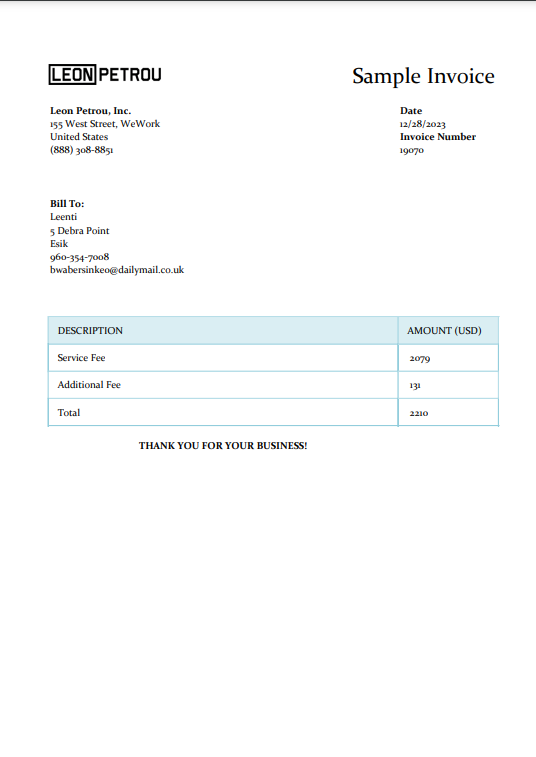 LEON PETROU
Sample Invoice
Leon Petrou, Inc.
155 West Street, WeWork
United States
(888) 308-8851
Date
12/28/2023
Invoice Number
19070
Bill To:
Leenti
5 Debra Point
Esik
960-354-7008
bwabersinkeo@dailymail.co.uk
DESCRIPTION AMOUNT (USD)
Service Fee 2079
Additional Fee 131
Total 2210
THANK YOU FOR YOUR BUSINESS!